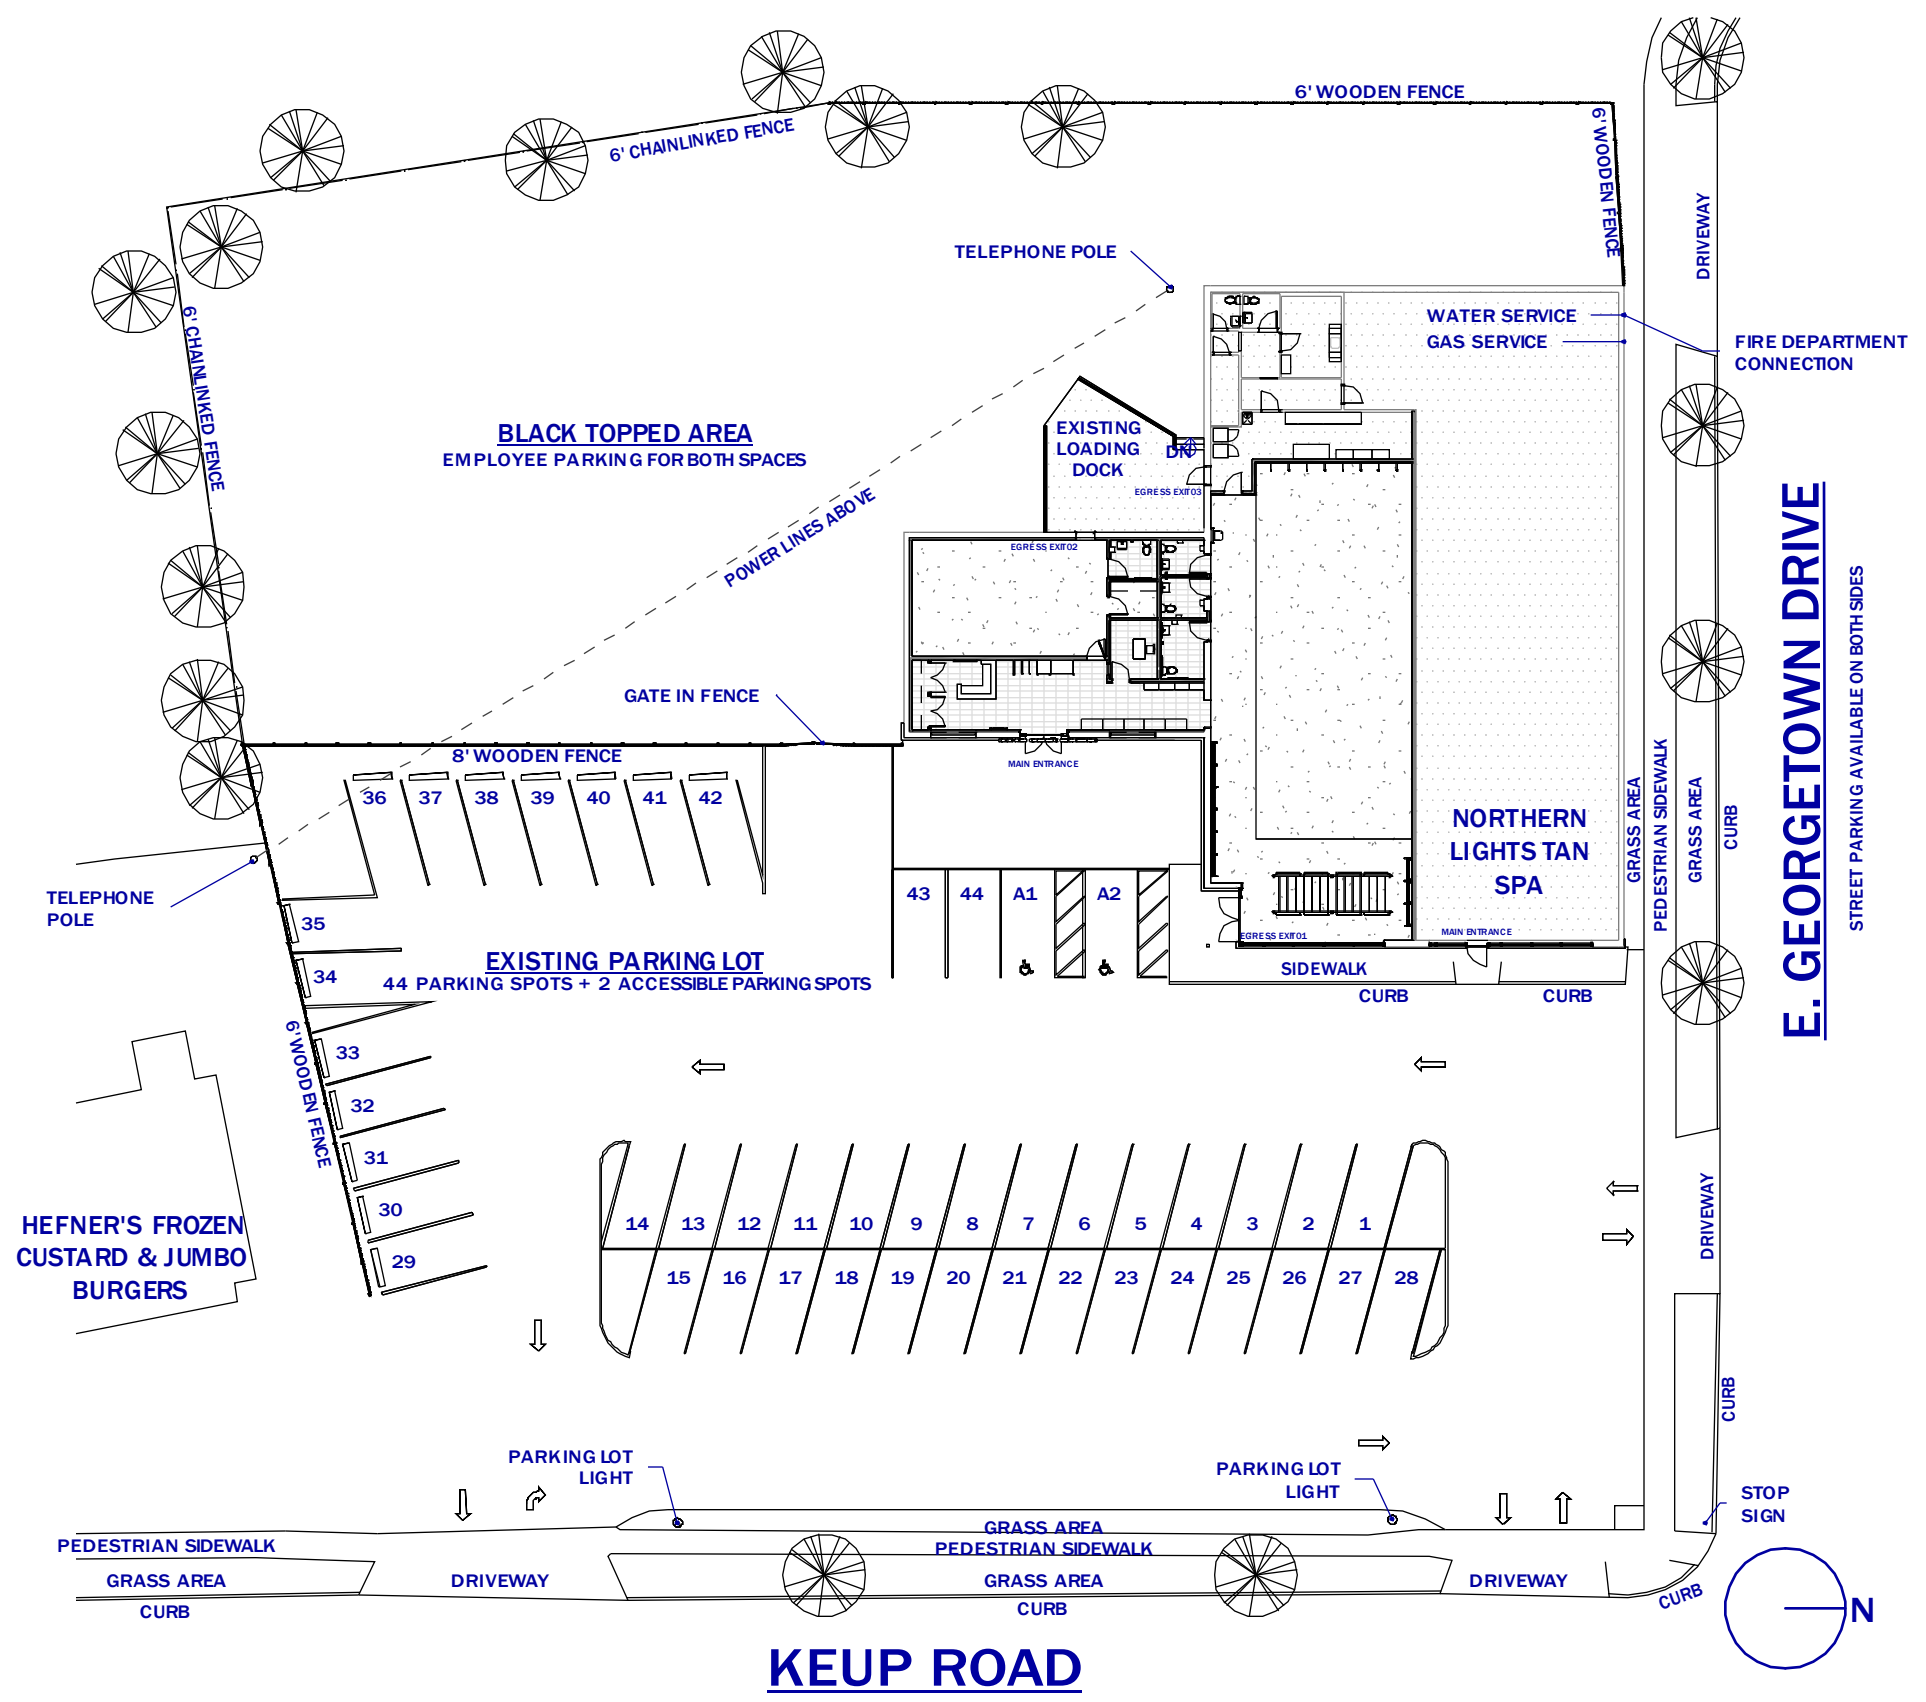 6' WOODEN FENCE
6' CHAINLINKED FENCE
6' WOODEN FENCE
DRIVEWAY
TELEPHONE POLE
6' CHAINLINKED FENCE
WATER SERVICE
GAS SERVICE
FIRE DEPARTMENT
CONNECTION
BLACK TOPPED AREA
EMPLOYEE PARKING FOR BOTH SPACES
EXISTING
LOADING
DOCK
DN
EGRESS EXIT03
POWER LINES ABOVE
EGRESS EXIT02
E. GEORGETOWN DRIVE
STREET PARKING AVAILABLE ON BOTH SIDES
GATE IN FENCE
8' WOODEN FENCE
MAIN ENTRANCE
36 37 38 39 40 41 42
NORTHERN
LIGHTS TAN
SPA
GRASS AREA
PEDESTRIAN SIDEWALK
GRASS AREA
CURB
TELEPHONE
POLE
43 44 A1 A2
35
EGRESS EXIT01
MAIN ENTRANCE
EXISTING PARKING LOT
44 PARKING SPOTS + 2 ACCESSIBLE PARKING SPOTS
34
SIDEWALK
CURB
CURB
6' WOODEN FENCE
33
32
31
30
29
HEFNER'S FROZEN
CUSTARD & JUMBO
BURGERS
14 13 12 11 10 9 8 7 6 5 4 3 2 1
15 16 17 18 19 20 21 22 23 24 25 26 27 28
DRIVEWAY
CURB
PARKING LOT
LIGHT
PARKING LOT
LIGHT
STOP
SIGN
GRASS AREA
PEDESTRIAN SIDEWALK
PEDESTRIAN SIDEWALK
GRASS AREA
DRIVEWAY
GRASS AREA
DRIVEWAY
CURB
CURB
CURB
N
KEUP ROAD